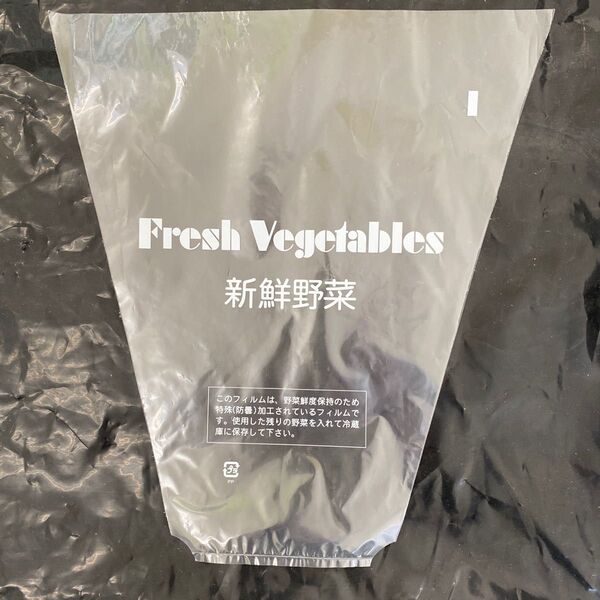 Fresh Vegetables
新鮮野菜
このフィルムは、野菜鮮度保持のため
特殊(防曇)加工されているフィルムで
す。使用した残りの野菜を入れて冷蔵
庫に保存して下さい。
プラ
PP